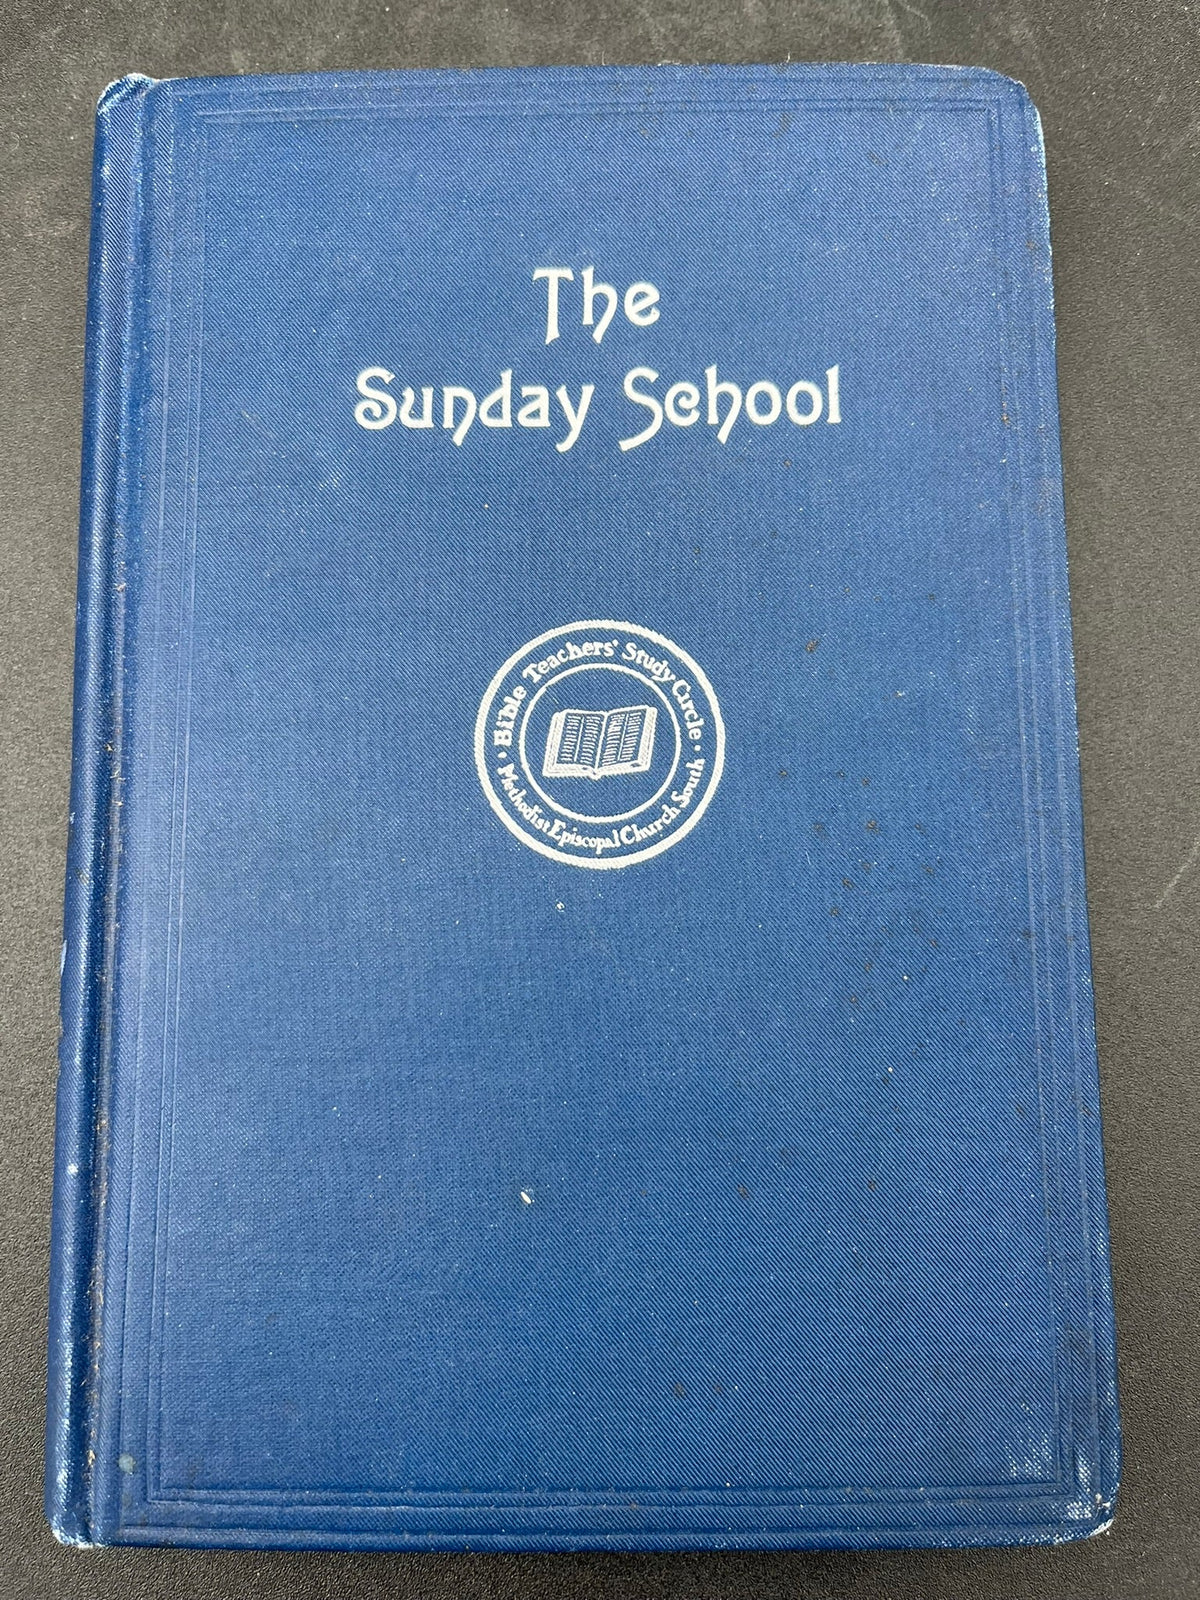 The
Sunday School
Bible Teachers' Study Circle
Methodist Episcopal Church South